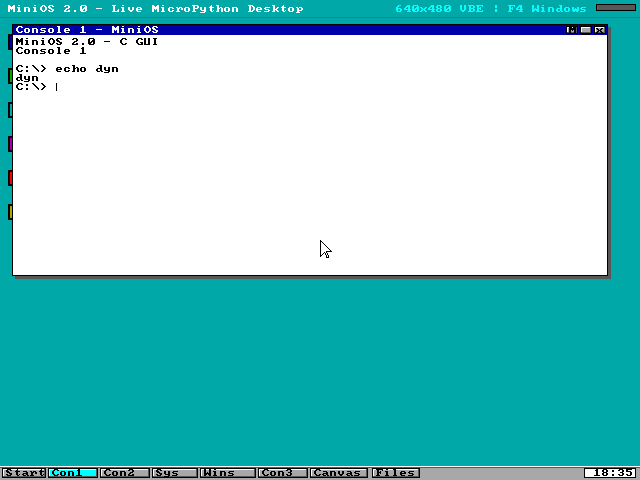 MiniOS 2.0 - Live MicroPython Desktop 640x480 VBE | F4 Windows
Console 1 - MiniOS
MiniOS 2.0 - C GUI
Console 1
C:\> echo dyn
dyn
C:\>
Start Con1 Con2 Sys Wins Con3 Canvas Files 18:35